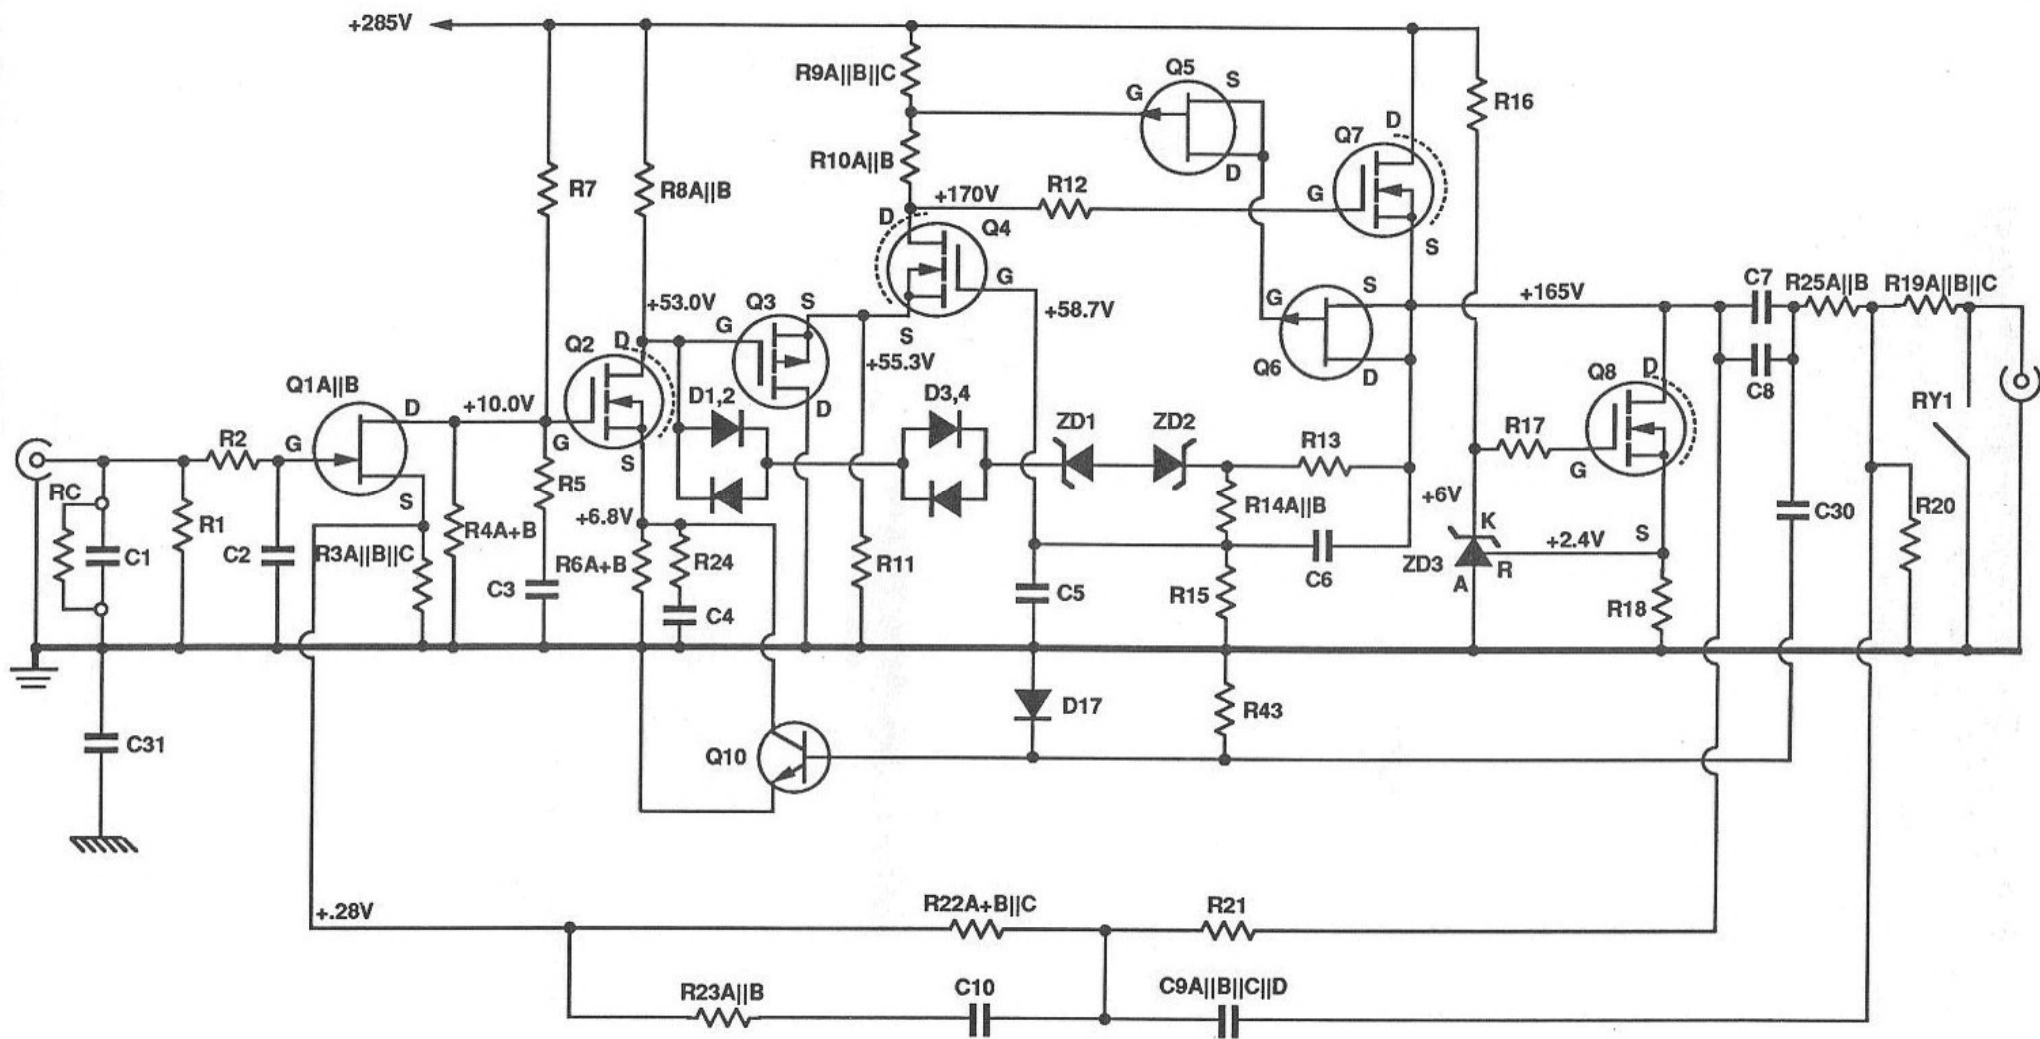 +285V
R9A||B||C
Q5
S
G
D
R16
D
Q7
R7
R8A||B
R10A||B
+170V
R12
G
S
D
Q4
G
S
+53.0V
Q3
S
G
D
+55.3V
+58.7V
Q2
D
G
S
S
G
Q6
D
+165V
C7
R25A||B
R19A||B||C
C8
Q1A||B
D
G
S
+10.0V
D1,2
D3,4
ZD1
ZD2
R13
Q8
D
G
S
RY1
R2
R5
R17
RC
R1
R4A+B
+6.8V
R14A||B
+6V
K
C30
R20
C1
C2
R3A||B||C
C3
R6A+B
R24
C4
R11
C5
R15
C6
ZD3
A
R
+2.4V
R18
C31
Q10
D17
R43
+.28V
R22A+B||C
R21
R23A||B
C10
C9A||B||C||D